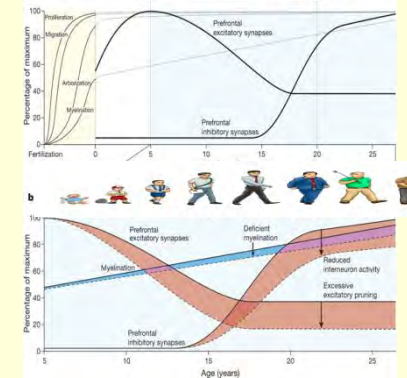 100
80
60
40
20
0
Percentage of maximum
Proliferation
Migration
Arborization
Myelination
Prefrontal
excitatory synapses
Prefrontal
inhibitory synapses
Fertilization
0
5
10
15
20
25
b
100
80
60
40
20
0
Percentage of maximum
Prefrontal
excitatory synapses
Myelination
Deficient
myelination
Reduced
interneuron activity
Excessive
excitatory pruning
Prefrontal
inhibitory synapses
5
10
15
20
25
Age (years)